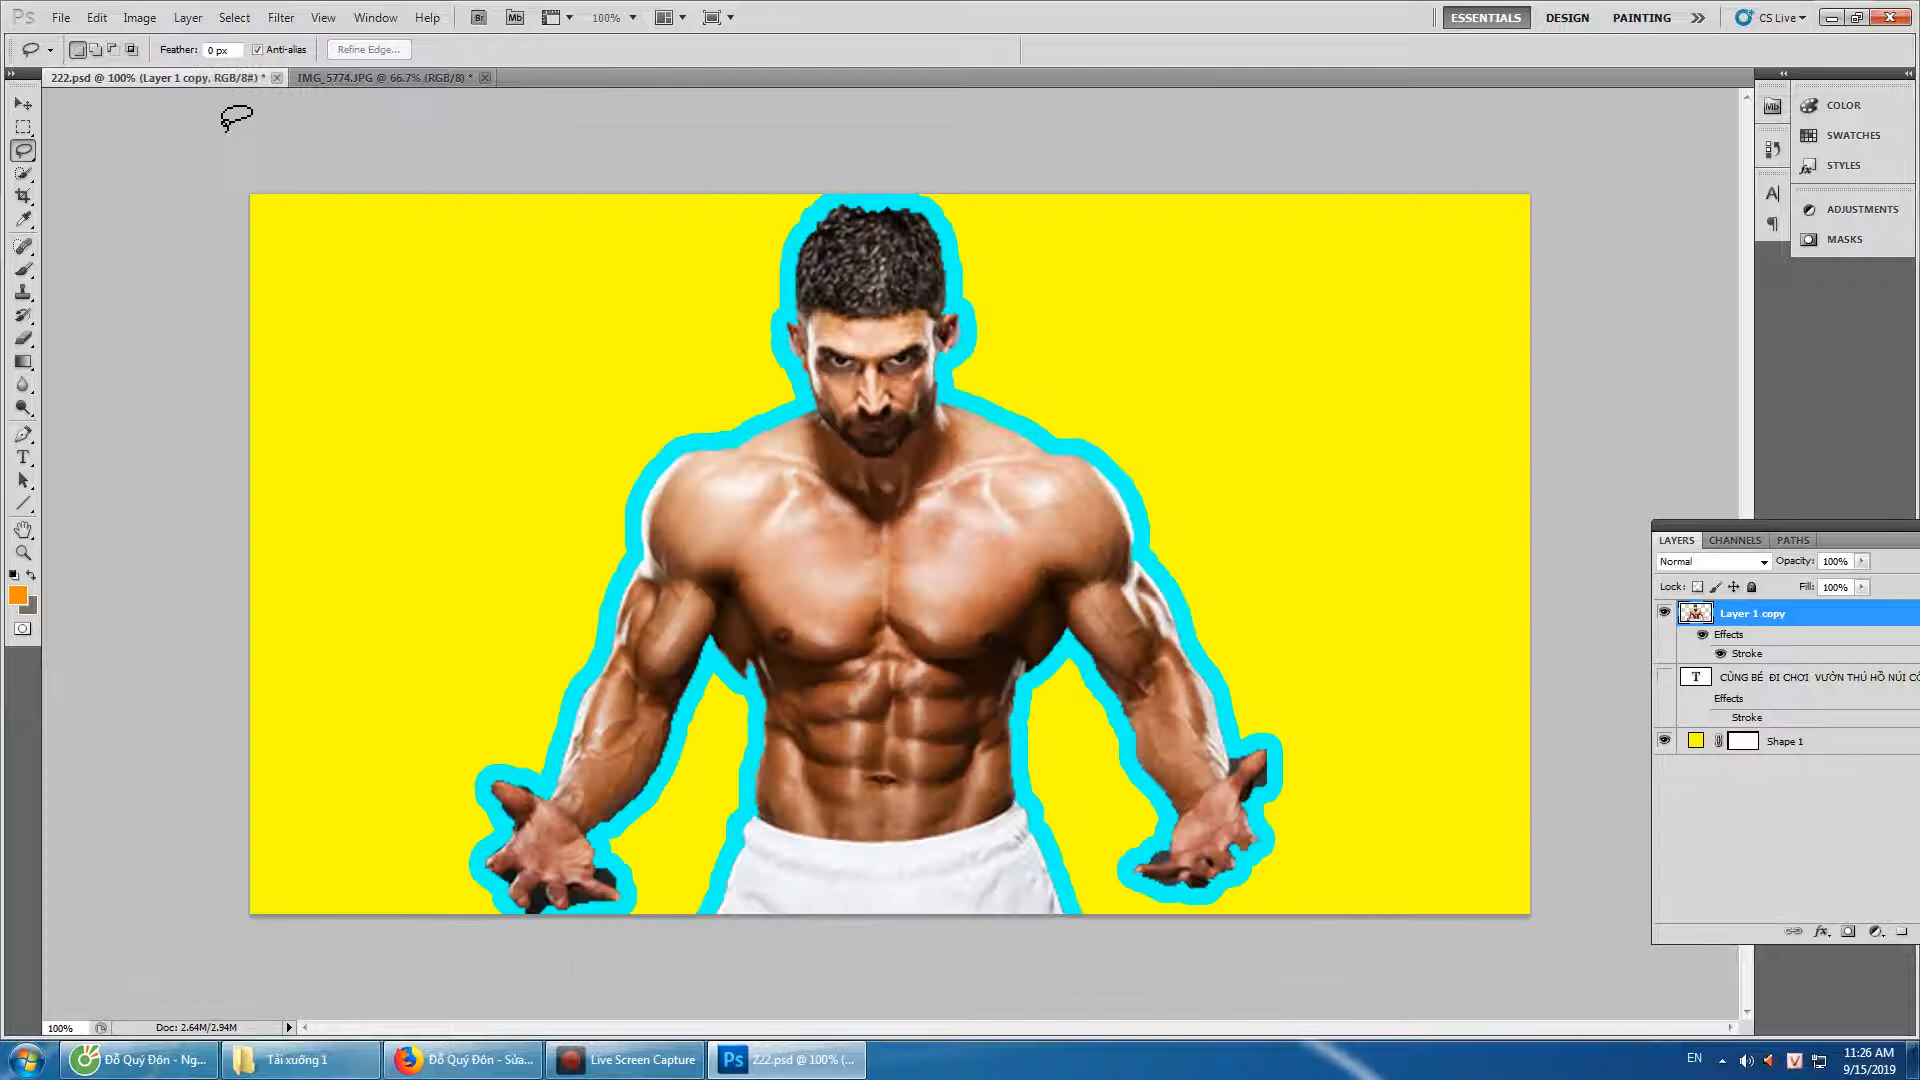 Ps File Edit Image Layer Select Filter View Window Help Br Mb 100% ESSENTIALS DESIGN PAINTING CS Live
Feather: 0 px Anti-alias Refine Edge...
222.psd @ 100% (Layer 1 copy, RGB/8#) * IMG_5774.JPG @ 66.7% (RGB/8) *
Mb COLOR
SWATCHES
STYLES
ADJUSTMENTS
MASKS
LAYERS CHANNELS PATHS
Normal Opacity: 100%
Lock: Fill: 100%
Layer 1 copy
Effects
Stroke
T CÙNG BÉ ĐI CHƠI VƯỜN THÚ HỒ NÚI CỐ
Effects
Stroke
Shape 1
100% Doc: 2.64M/2.94M
Đỗ Quý Đôn - Ng... Tải xuống 1 Đỗ Quý Đôn - Sửa... Live Screen Capture Ps 222.psd @ 100% (... EN 11:26 AM
9/15/2019